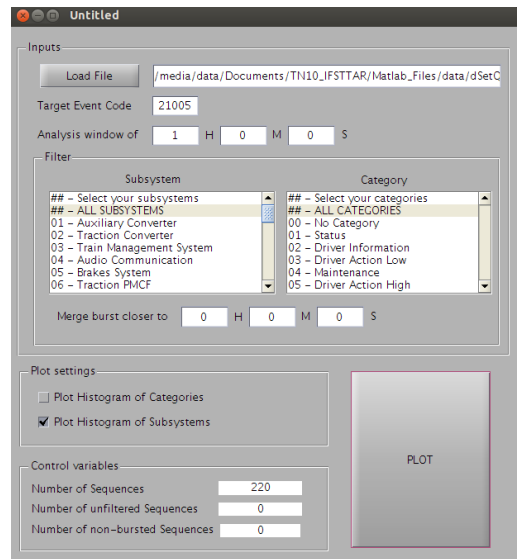 Untitled
Inputs
Load File /media/data/Documents/TN10_IFSTTAR/Matlab_Files/data/dSetC
Target Event Code 21005
Analysis window of 1 H 0 M 0 S
Filter
Subsystem Category
## - Select your subsystems ## - Select your categories
## - ALL SUBSYSTEMS ## - ALL CATEGORIES
01 - Auxiliary Converter 00 - No Category
02 - Traction Converter 01 - Status
03 - Train Management System 02 - Driver Information
04 - Audio Communication 03 - Driver Action Low
05 - Brakes System 04 - Maintenance
06 - Traction PMCF 05 - Driver Action High
Merge burst closer to 0 H 0 M 0 S
Plot settings
Plot Histogram of Categories
Plot Histogram of Subsystems
PLOT
Control variables
Number of Sequences 220
Number of unfiltered Sequences 0
Number of non-bursted Sequences 0